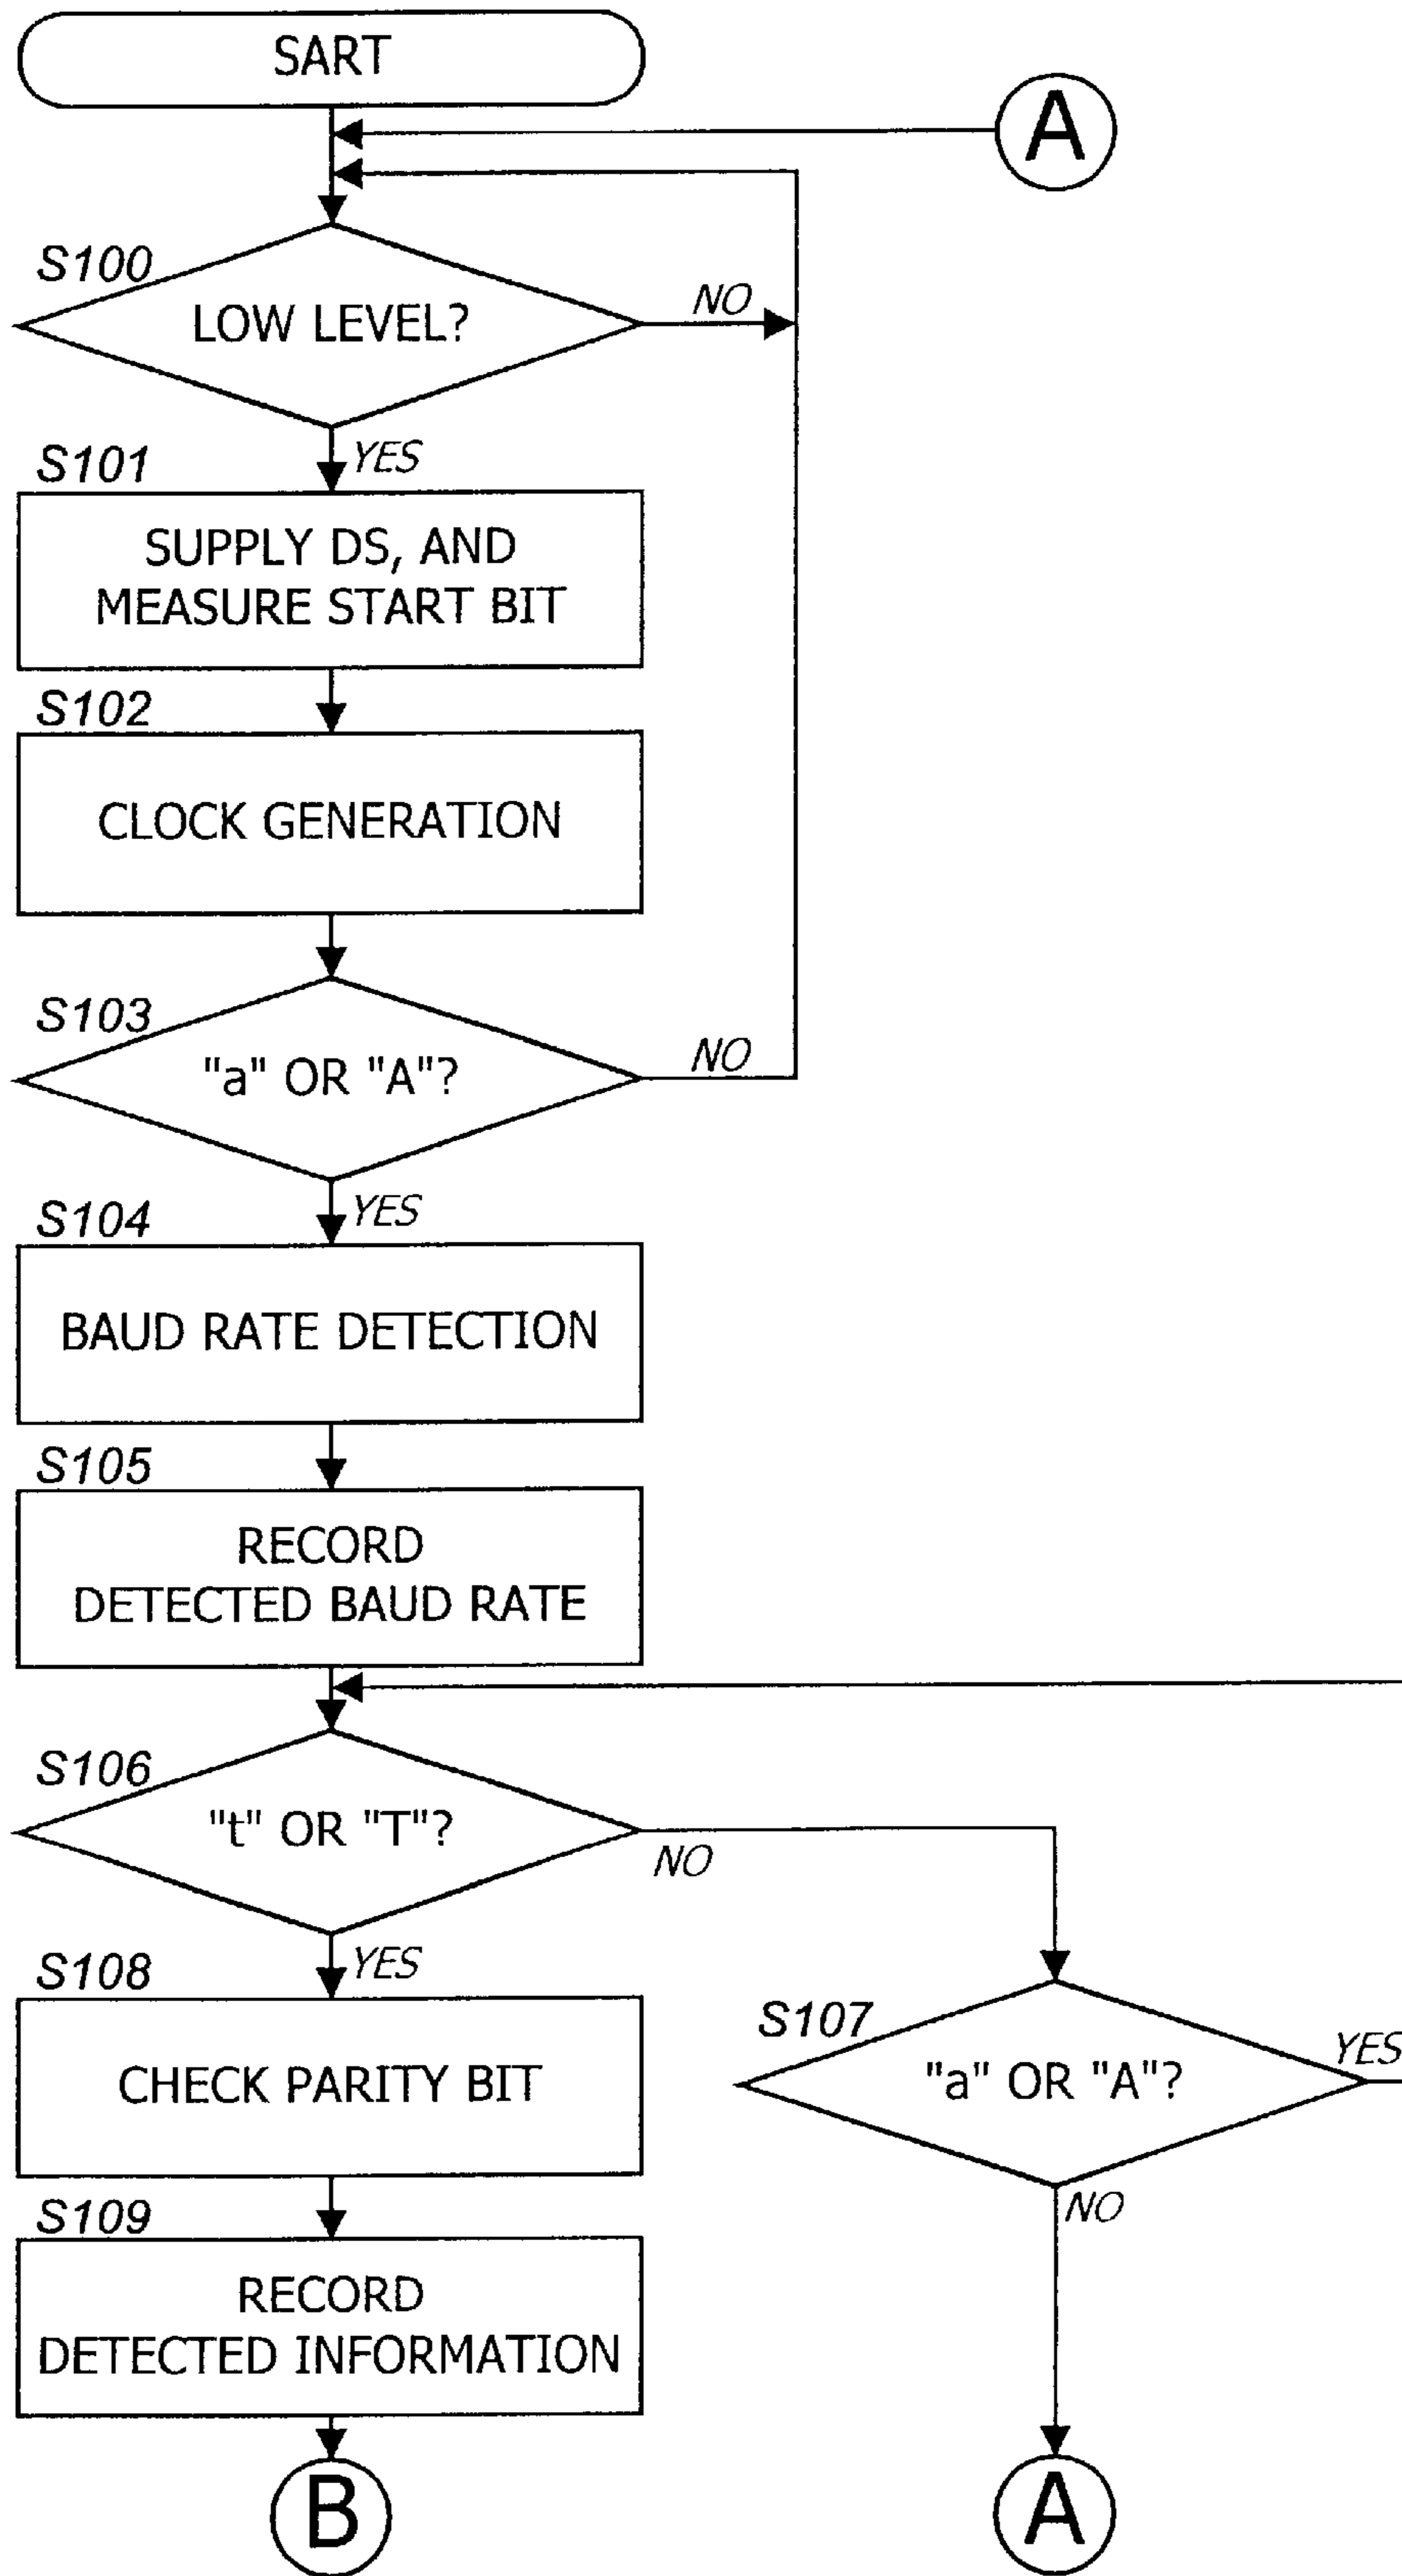 SART
A
S100
LOW LEVEL?
NO
YES
S101
SUPPLY DS, AND
MEASURE START BIT
S102
CLOCK GENERATION
S103
"a" OR "A"?
NO
YES
S104
BAUD RATE DETECTION
S105
RECORD
DETECTED BAUD RATE
S106
"t" OR "T"?
NO
YES
S108
CHECK PARITY BIT
S107
"a" OR "A"?
YES
NO
S109
RECORD
DETECTED INFORMATION
B
A